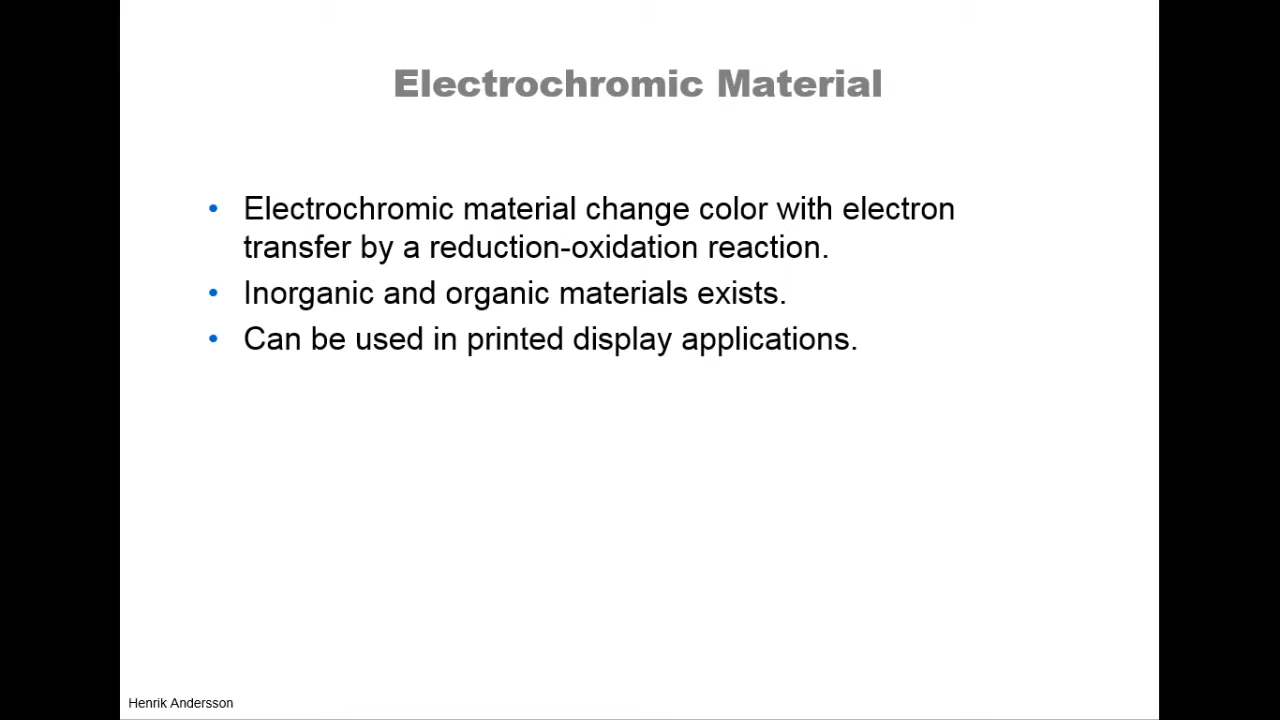 Electrochromic Material
• Electrochromic material change color with electron
transfer by a reduction-oxidation reaction.
• Inorganic and organic materials exists.
• Can be used in printed display applications.
Henrik Andersson